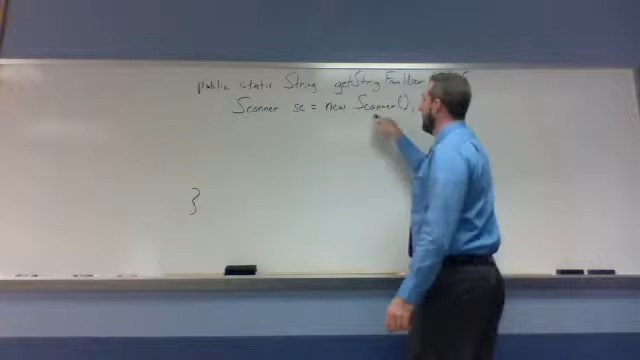 public static String getStringFromUser
Scanner sc = new Scanner();
}